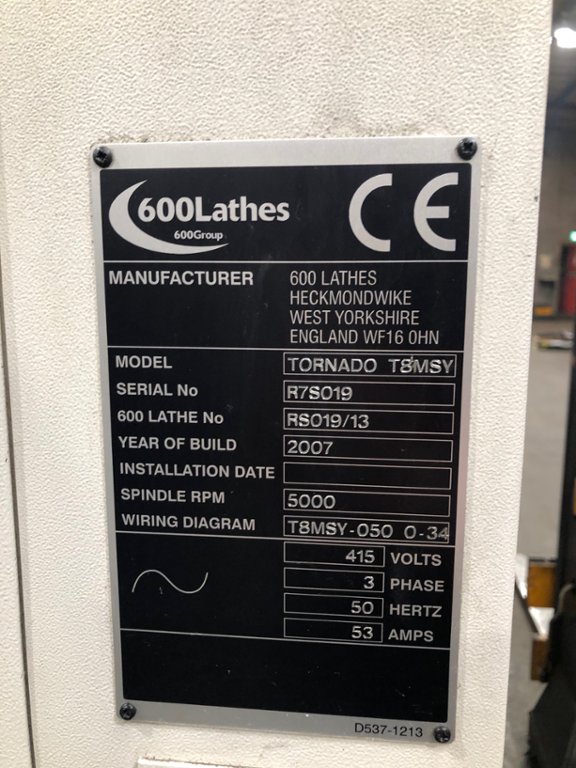 600Lathes
600Group
CE
MANUFACTURER 600 LATHES
HECKMONDWIKE
WEST YORKSHIRE
ENGLAND WF16 0HN
MODEL TORNADO T8MSY
SERIAL No R7S019
600 LATHE No RS019/13
YEAR OF BUILD 2007
INSTALLATION DATE
SPINDLE RPM 5000
WIRING DIAGRAM T8MSY-050 0-34
415 VOLTS
3 PHASE
50 HERTZ
53 AMPS
D537-1213